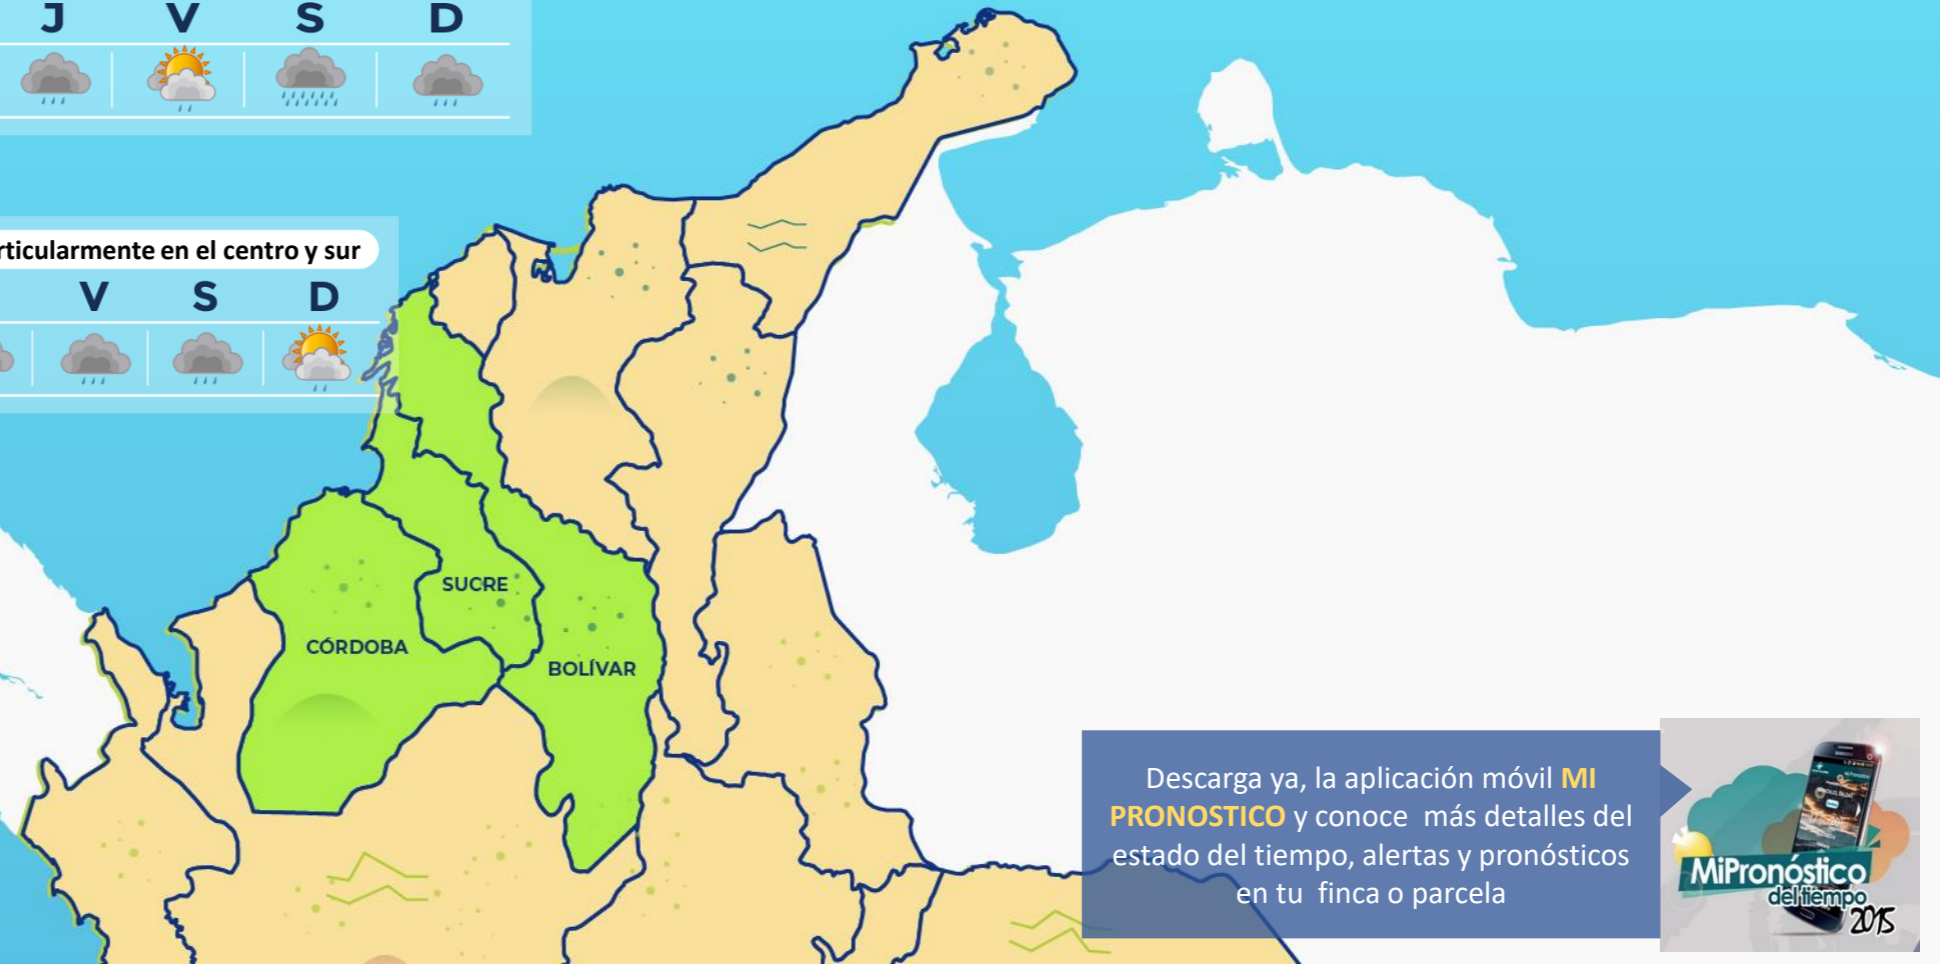 J V S D
rticularmente en el centro y sur
V S D
SUCRE
CÓRDOBA
BOLÍVAR
Descarga ya, la aplicación móvil MI
PRONOSTICO y conoce más detalles del
estado del tiempo, alertas y pronósticos
en tu finca o parcela
MiPronóstico
del tiempo
2015